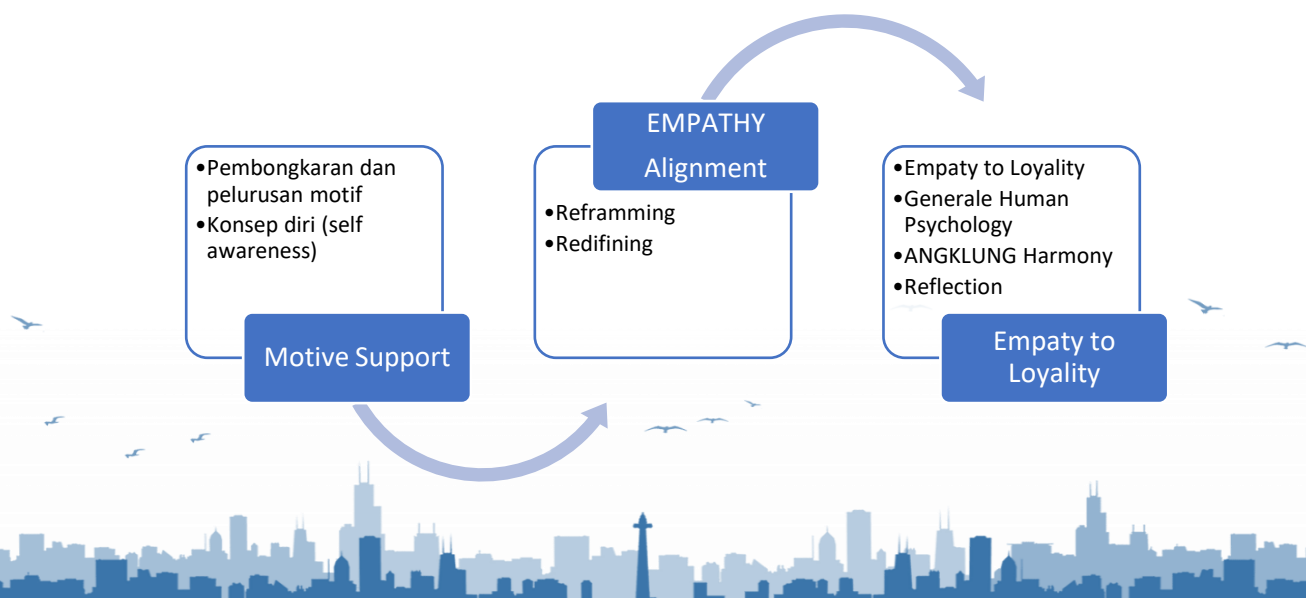 •Pembongkaran dan
pelurusan motif
•Konsep diri (self
awareness)
Motive Support
EMPATHY
Alignment
•Reframming
•Redifining
•Empaty to Loyality
•Generale Human
Psychology
•ANGKLUNG Harmony
•Reflection
Empaty to
Loyality